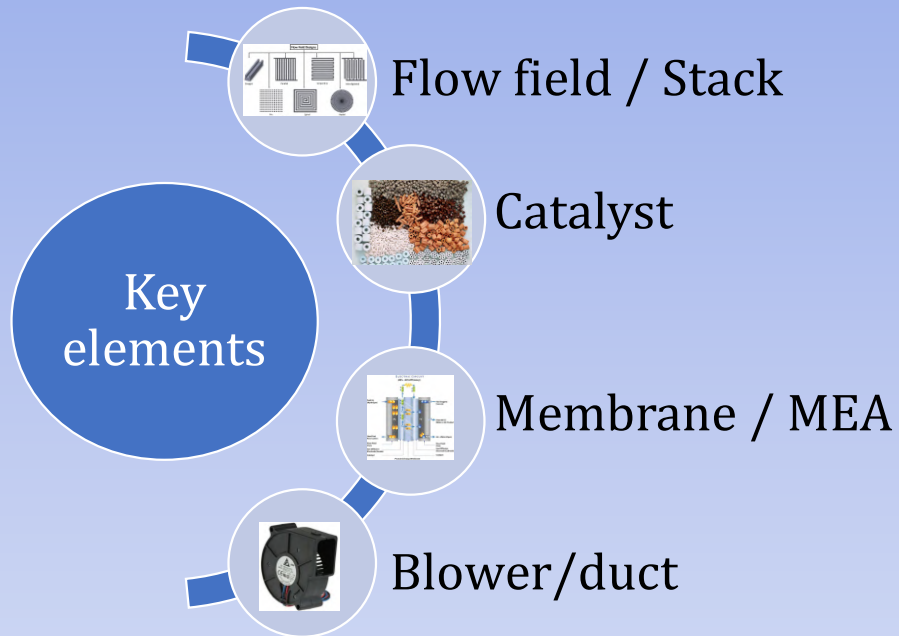 Flow field / Stack
Catalyst
Key
elements
Membrane / MEA
Blower/duct